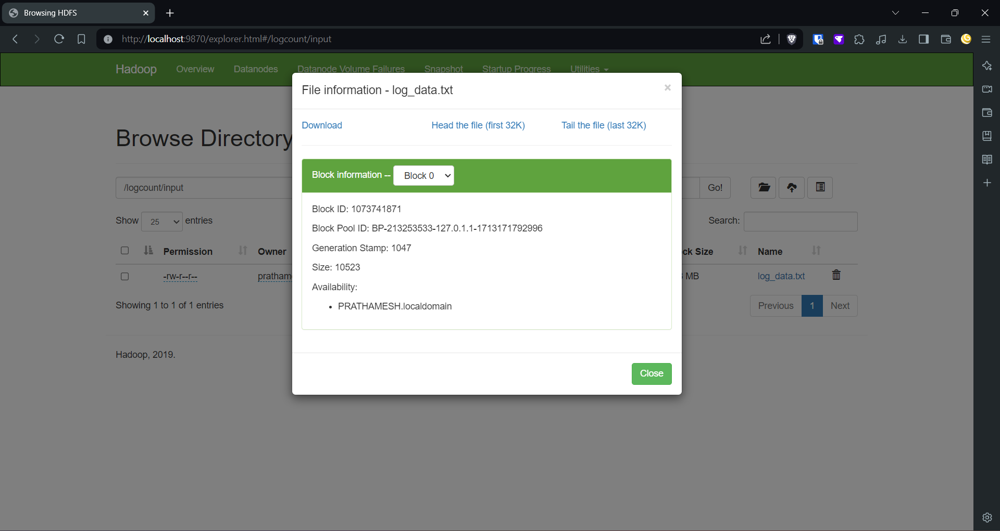 Browsing HDFS
http://localhost:9870/explorer.html#/logcount/input
Hadoop Overview Datanodes Datanode Volume Failures Snapshot Startup Progress Utilities
File information - log_data.txt ×
Download Head the file (first 32K) Tail the file (last 32K)
Browse Directory
Block information -- Block 0
/logcount/input Go!
Block ID: 1073741871
Show 25 entries Search:
Block Pool ID: BP-213253533-127.0.1.1-1713171792996
Generation Stamp: 1047
Permission Owner ck Size Name
Size: 10523
-rw-r--r-- pratham MB log_data.txt
Availability:
PRATHAMESH.localdomain
Showing 1 to 1 of 1 entries Previous 1 Next
Hadoop, 2019.
Close